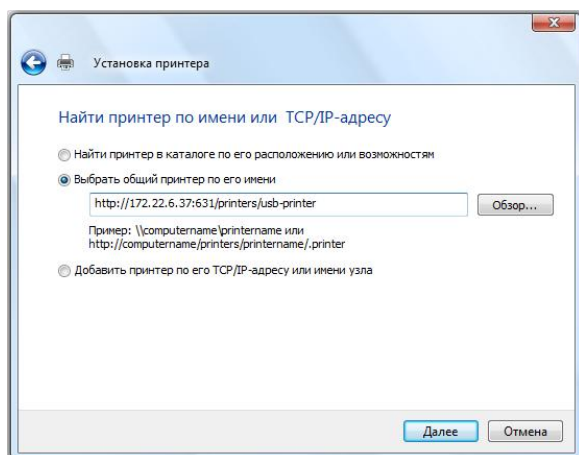 Установка принтера
Найти принтер по имени или TCP/IP-адресу
Найти принтер в каталоге по его расположению или возможностям
Выбрать общий принтер по его имени
http://172.22.6.37:631/printers/usb-printer
Обзор...
Пример: \\computername\printername или
http://computername/printers/printername/.printer
Добавить принтер по его TCP/IP-адресу или имени узла
Далее
Отмена